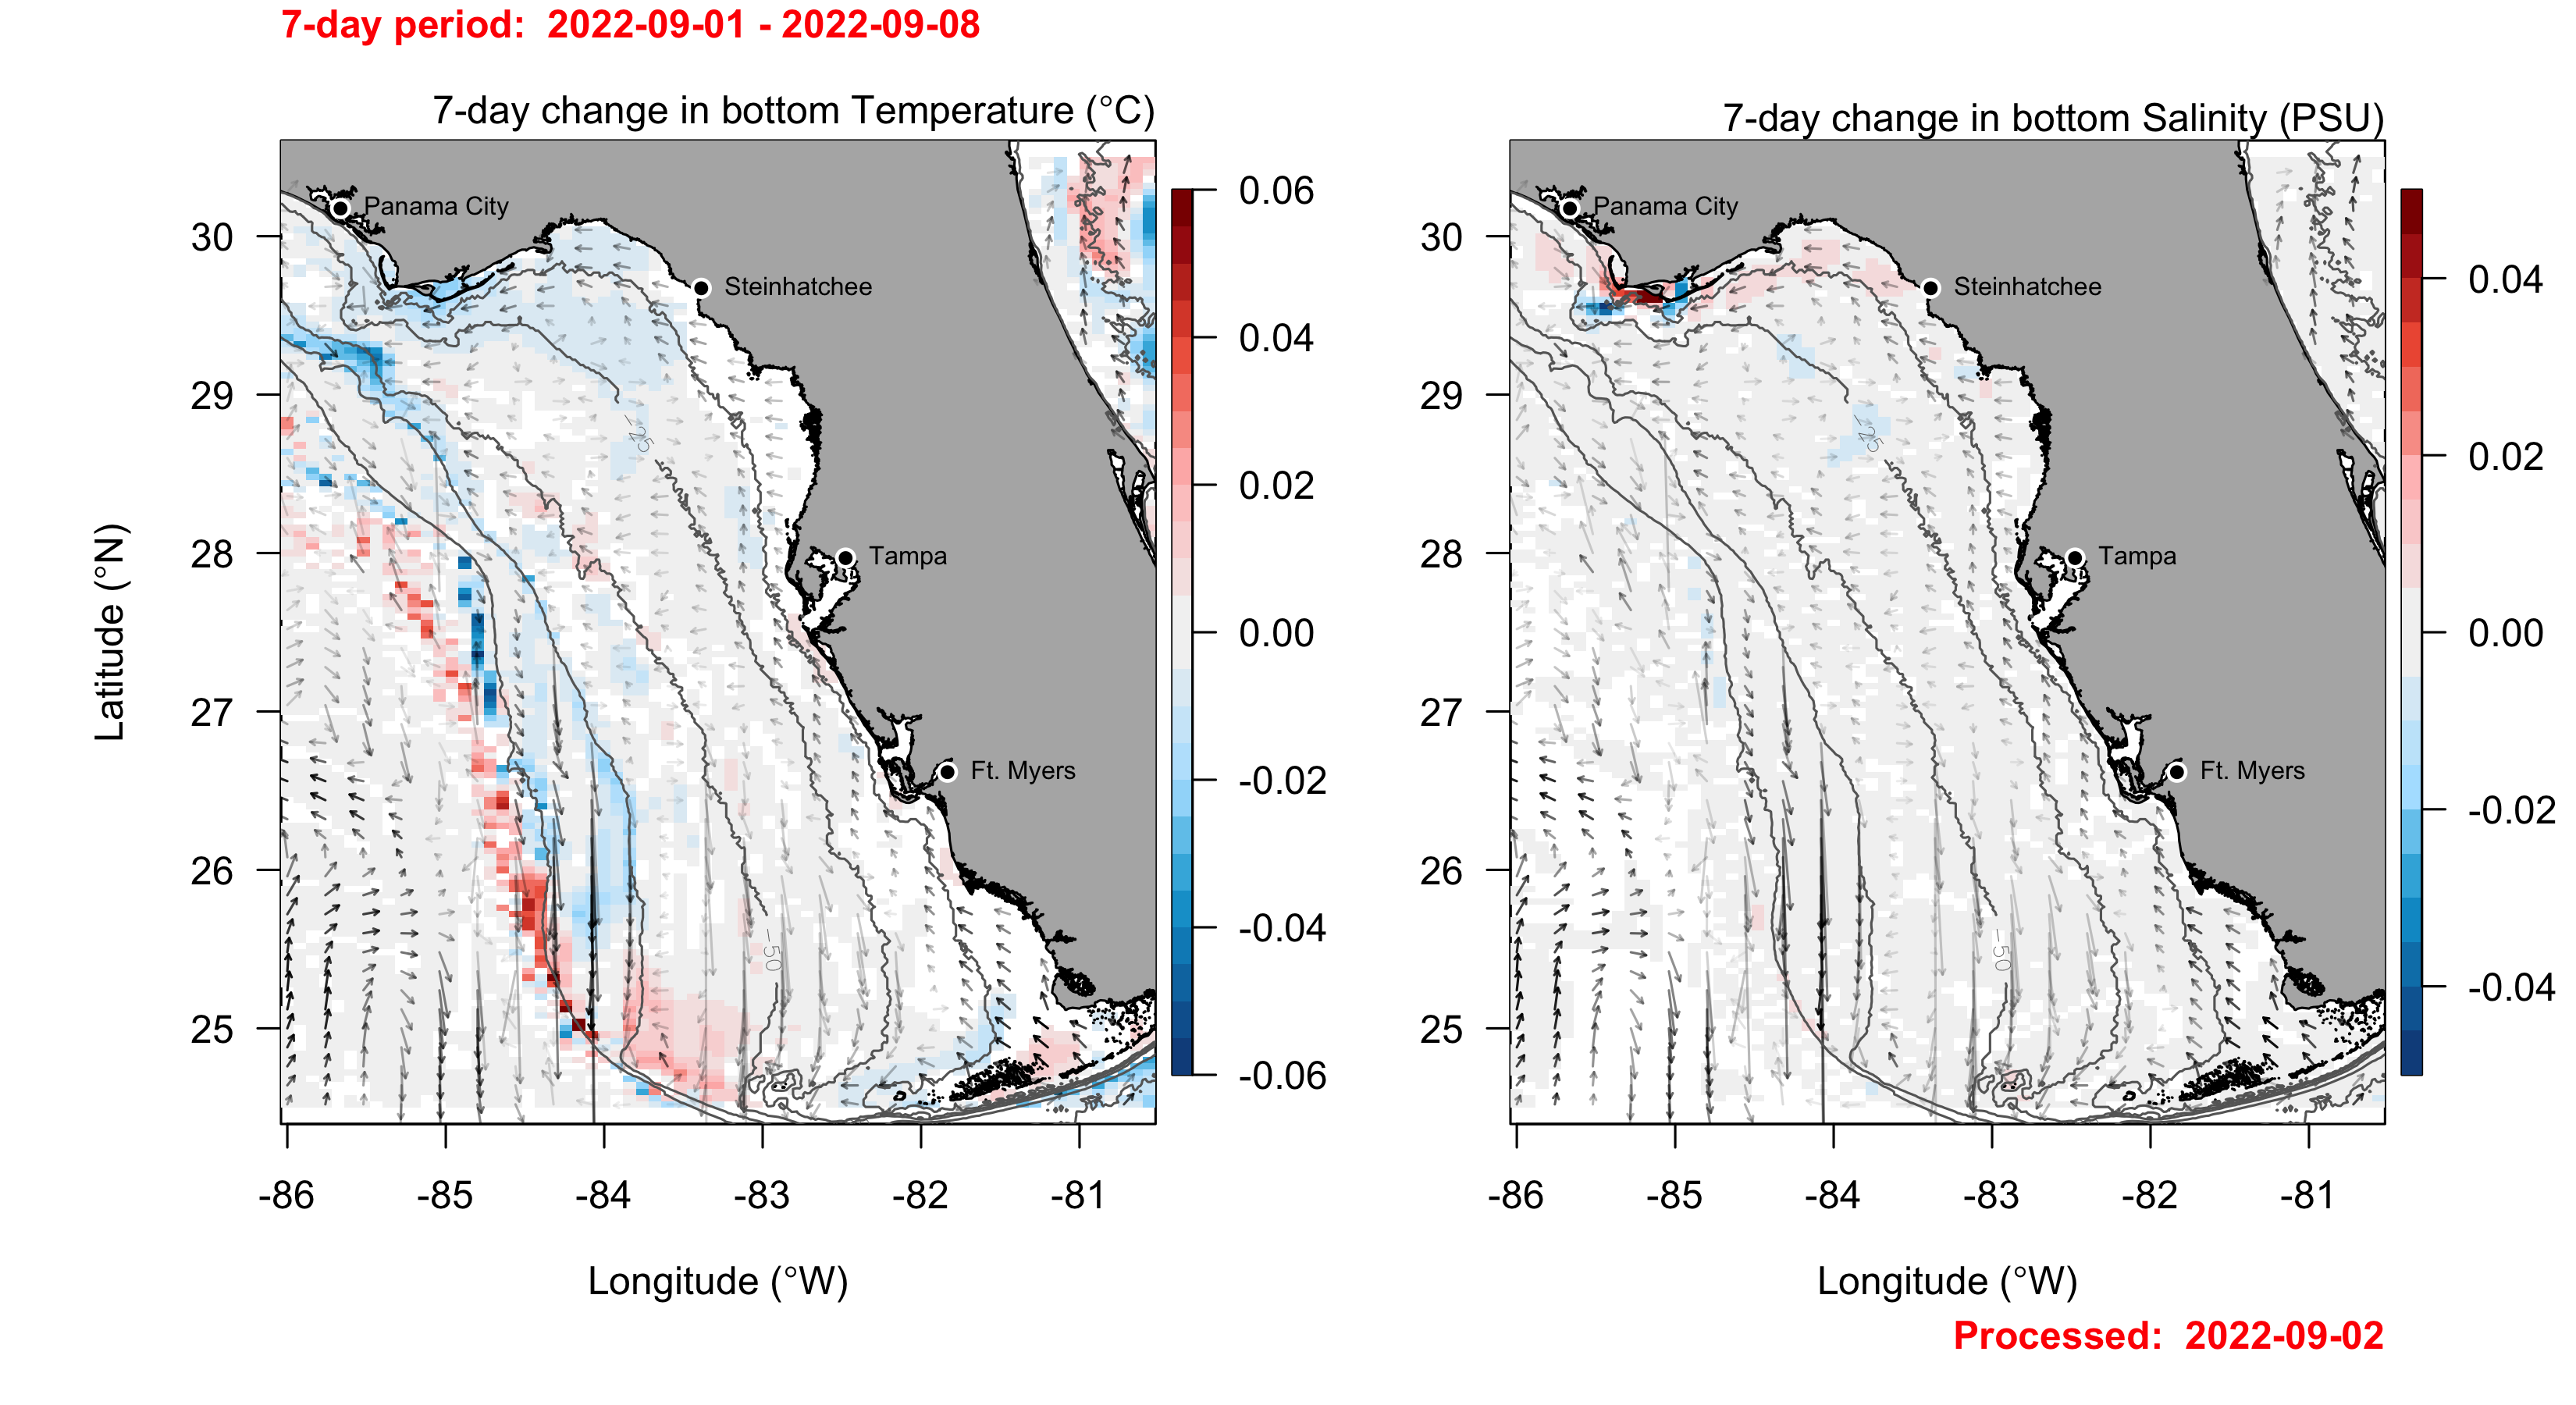 7-day period:  2022-09-01 - 2022-09-08
7-day change in bottom Temperature (°C)
7-day change in bottom Salinity (PSU)
Panama City
Steinhatchee
Tampa
Ft. Myers
-25
-50
30
29
28
27
26
25
Latitude (°N)
-86 -85 -84 -83 -82 -81
Longitude (°W)
0.06
0.04
0.02
0.00
-0.02
-0.04
-0.06
Panama City
Steinhatchee
Tampa
Ft. Myers
-25
-50
30
29
28
27
26
25
-86 -85 -84 -83 -82 -81
Longitude (°W)
0.04
0.02
0.00
-0.02
-0.04
Processed:  2022-09-02